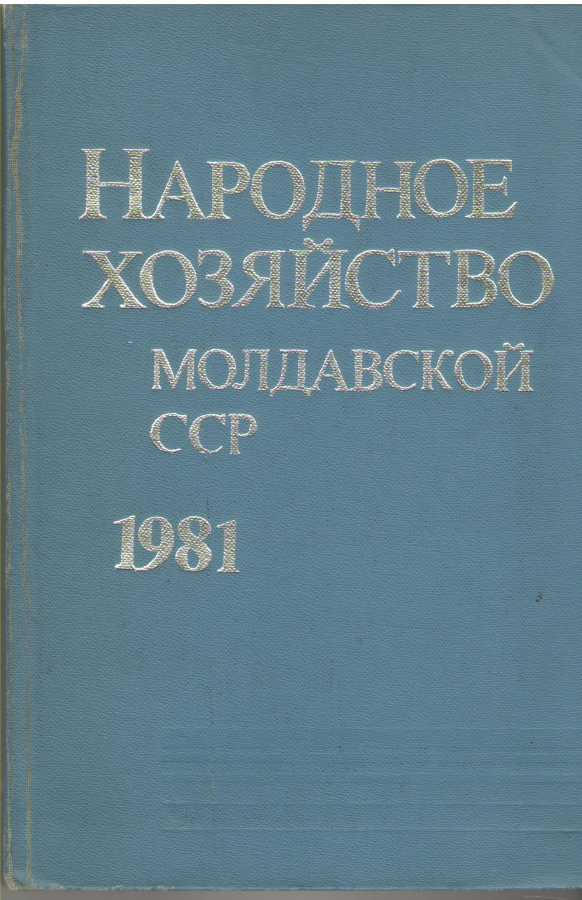 НАРОДНОЕ
ХОЗЯЙСТВО
МОЛДАВСКОЙ
ССР
1981